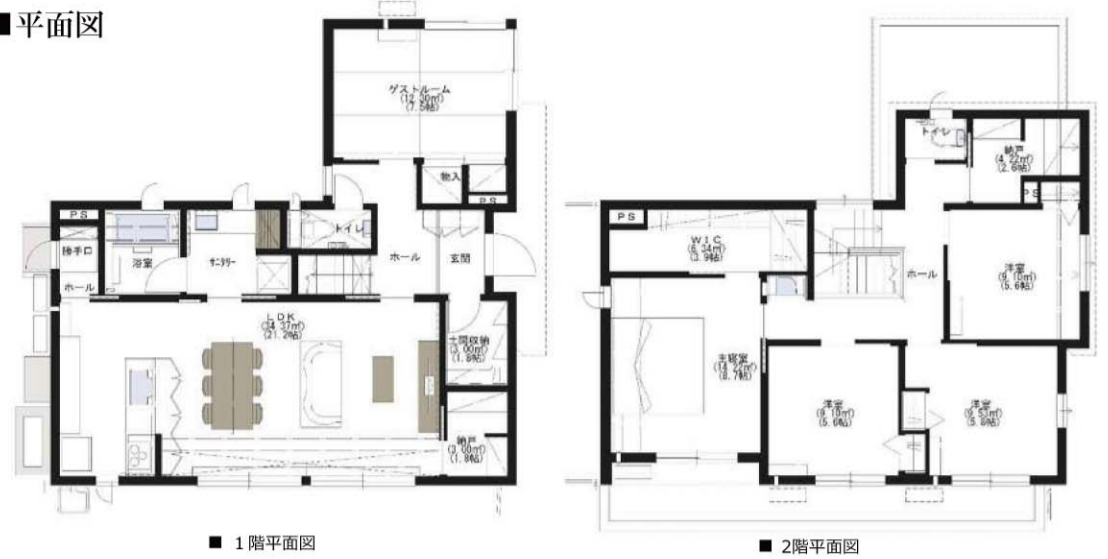 ■平面図
ゲストルーム
(12.30㎡)
(7.5帖)
物入
PS
PS
トイレ
勝手口
浴室
サニタリー
ホール
玄関
ホール
LDK
(34.37㎡)
(21.2帖)
土間収納
(3.00㎡)
(1.8帖)
納戸
(3.00㎡)
(1.8帖)
■ 1階平面図
トイレ
納戸
(4.22㎡)
(2.6帖)
PS
PS
WIC
(6.34㎡)
(3.9帖)
ホール
洋室
(9.10㎡)
(5.6帖)
主寝室
(14.22㎡)
(8.7帖)
洋室
(9.10㎡)
(5.6帖)
洋室
(9.53㎡)
(5.8帖)
■ 2階平面図